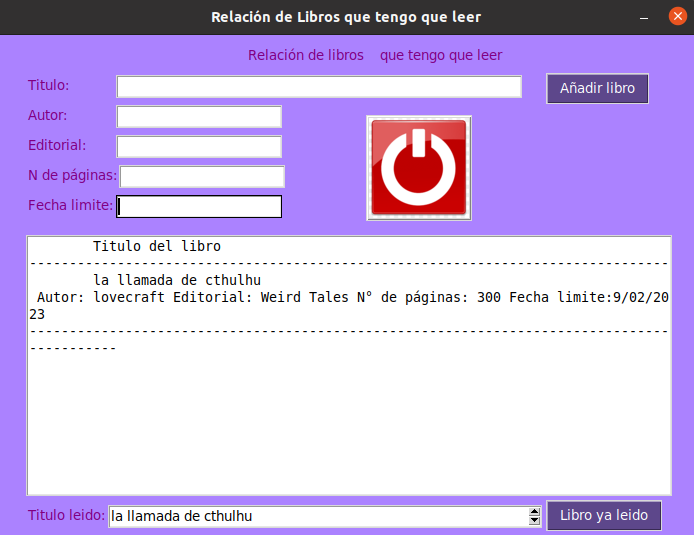 Relación de Libros que tengo que leer
Relación de libros    que tengo que leer
Titulo:
Añadir libro
Autor:
Editorial:
N de páginas:
Fecha limite:
Titulo del libro
--------------------------------------------------------------------------------
la llamada de cthulhu
Autor: lovecraft Editorial: Weird Tales N° de páginas: 300 Fecha limite:9/02/20
23
--------------------------------------------------------------------------------
-----------
Titulo leido: la llamada de cthulhu
Libro ya leido